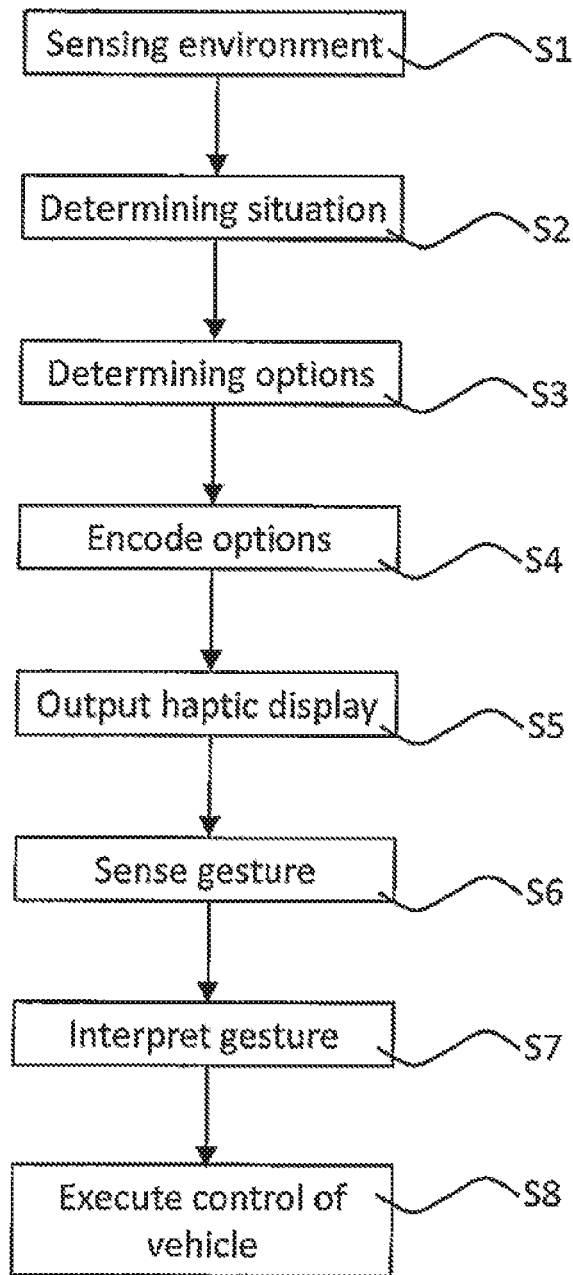 Sensing environment
S1
Determining situation
S2
Determining options
S3
Encode options
S4
Output haptic display
S5
Sense gesture
S6
Interpret gesture
S7
Execute control of
vehicle
S8